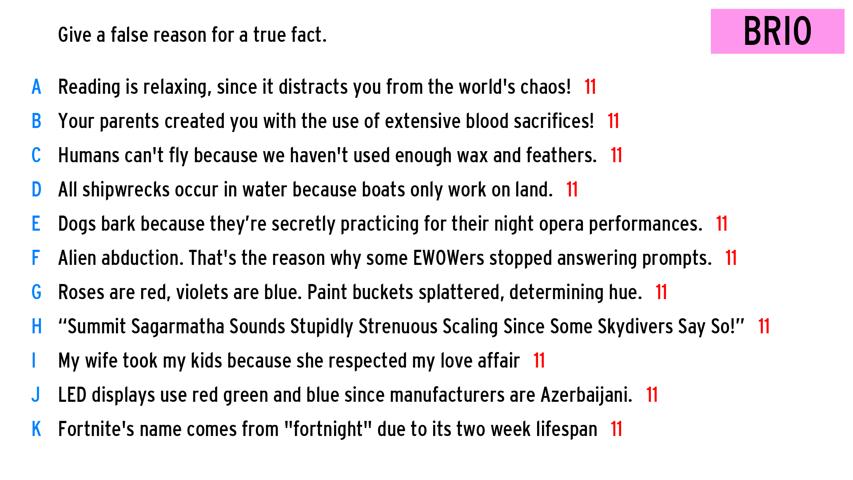 Give a false reason for a true fact.
BRIO
A Reading is relaxing, since it distracts you from the world's chaos! 11
B Your parents created you with the use of extensive blood sacrifices! 11
C Humans can't fly because we haven't used enough wax and feathers. 11
D All shipwrecks occur in water because boats only work on land. 11
E Dogs bark because they’re secretly practicing for their night opera performances. 11
F Alien abduction. That's the reason why some EWOWers stopped answering prompts. 11
G Roses are red, violets are blue. Paint buckets splattered, determining hue. 11
H “Summit Sagarmatha Sounds Stupidly Strenuous Scaling Since Some Skydivers Say So!” 11
I My wife took my kids because she respected my love affair 11
J LED displays use red green and blue since manufacturers are Azerbaijani. 11
K Fortnite's name comes from "fortnight" due to its two week lifespan 11